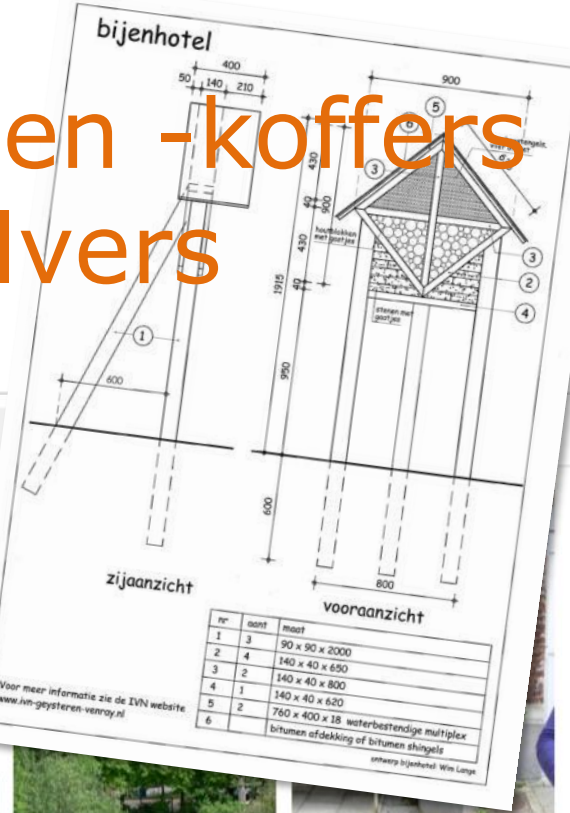 bijenhotel
en -koffers
lvers
400
50 140 210
900
5
6
3
430
40
900
430
1915
40
950
600
houtblokken
met gaatjes
3
2
4
stenen met
gaatjes
1
600
800
zijaanzicht
vooraanzicht
nr aant maat
1 3 90 x 90 x 2000
2 4 140 x 40 x 650
3 2 140 x 40 x 800
4 1 140 x 40 x 620
5 2 760 x 400 x 18 waterbestendige multiplex
6 bitumen afdekking of bitumen shingels
Voor meer informatie zie de IVN website
www.ivn-geysteren-venray.nl
ontwerp bijenhotel: Wim Lange